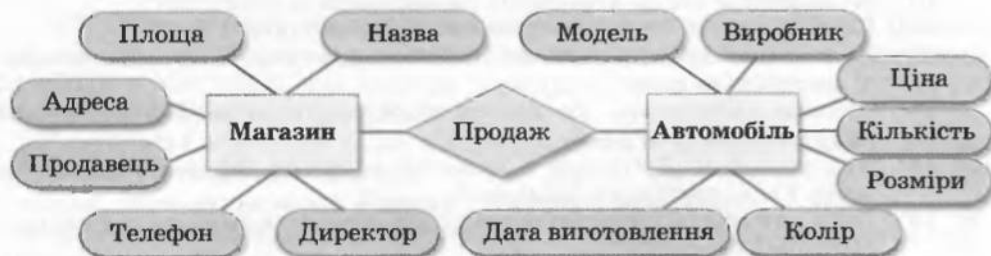 Площа Назва Модель Виробник
Ціна
Адреса
Магазин Продаж Автомобіль Кількість
Продавець
Розміри
Телефон Директор Дата виготовлення Колір